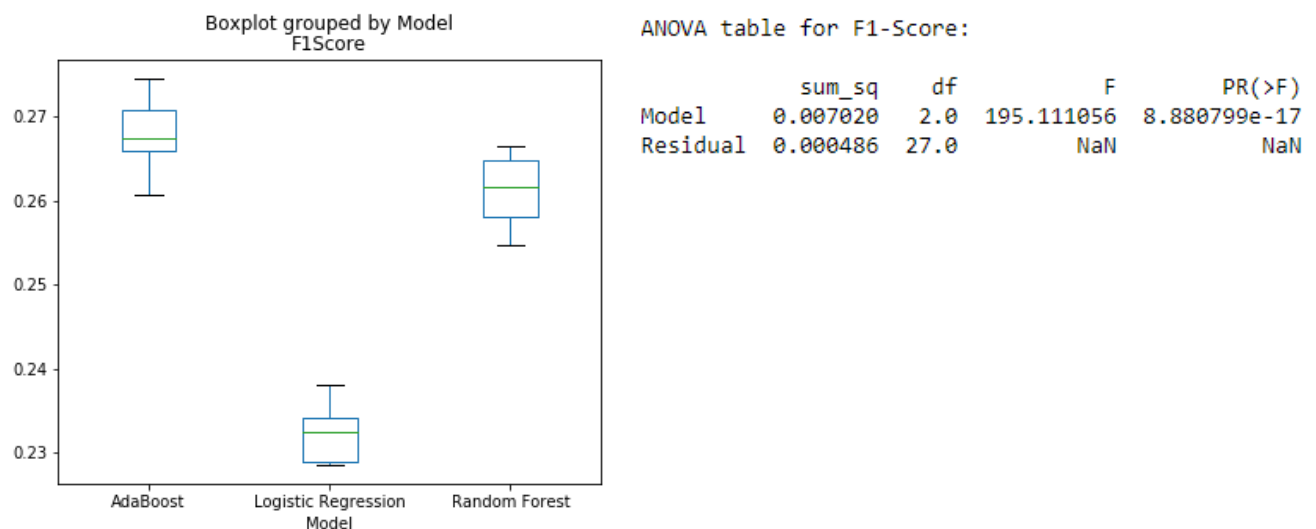 Boxplot grouped by Model
F1Score
0.27
0.26
0.25
0.24
0.23
AdaBoost
Logistic Regression
Random Forest
Model
ANOVA table for F1-Score:
sum_sq df F PR(>F)
Model 0.007020 2.0 195.111056 8.880799e-17
Residual 0.000486 27.0 NaN NaN